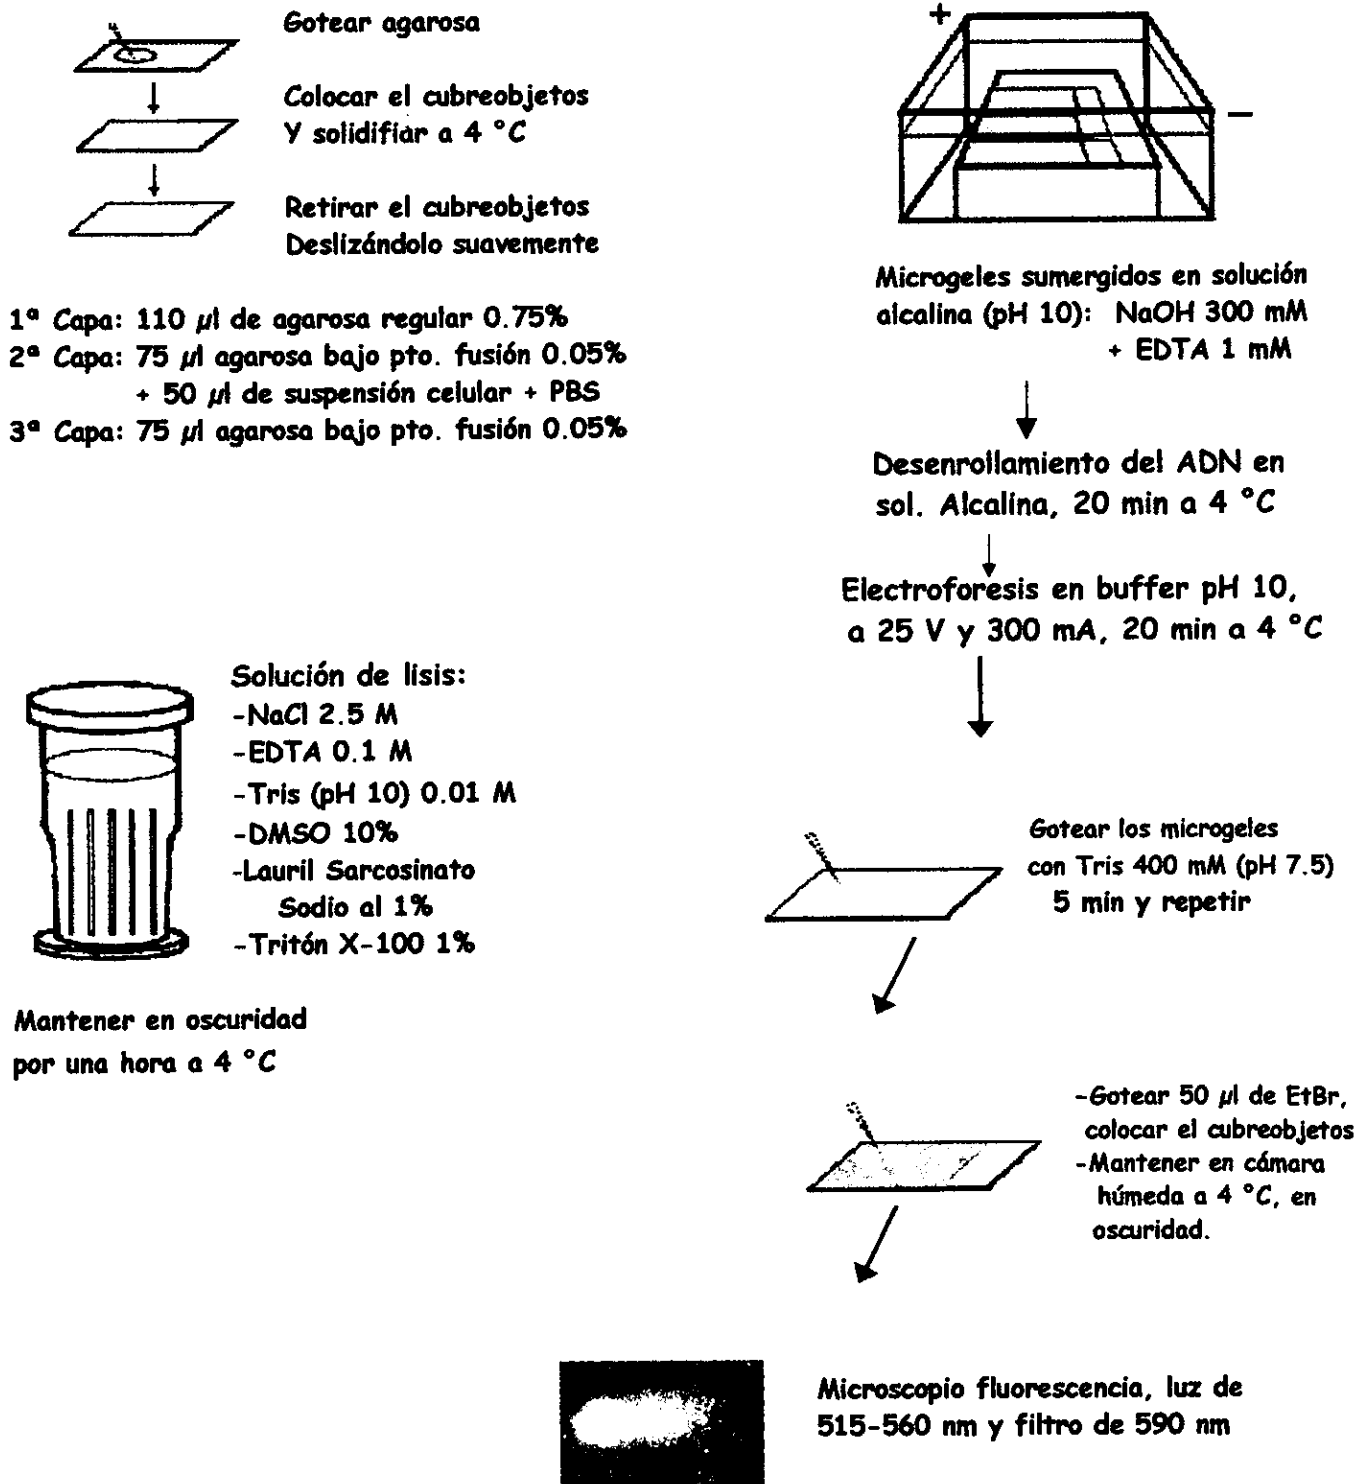 Gotear agarosa
Colocar el cubreobjetos
Y solidifiar a 4 °C
Retirar el cubreobjetos
Deslizándolo suavemente
1ª Capa: 110 µl de agarosa regular 0.75%
2ª Capa: 75 µl agarosa bajo pto. fusión 0.05%
+ 50 µl de suspensión celular + PBS
3ª Capa: 75 µl agarosa bajo pto. fusión 0.05%
Solución de lisis:
-NaCl 2.5 M
-EDTA 0.1 M
-Tris (pH 10) 0.01 M
-DMSO 10%
-Lauril Sarcosinato
Sodio al 1%
-Tritón X-100 1%
Mantener en oscuridad
por una hora a 4 °C
+
-
Microgeles sumergidos en solución
alcalina (pH 10): NaOH 300 mM
+ EDTA 1 mM
Desenrollamiento del ADN en
sol. Alcalina, 20 min a 4 °C
Electroforesis en buffer pH 10,
a 25 V y 300 mA, 20 min a 4 °C
Gotear los microgeles
con Tris 400 mM (pH 7.5)
5 min y repetir
-Gotear 50 µl de EtBr,
colocar el cubreobjetos
-Mantener en cámara
húmeda a 4 °C, en
oscuridad.
Microscopio fluorescencia, luz de
515-560 nm y filtro de 590 nm